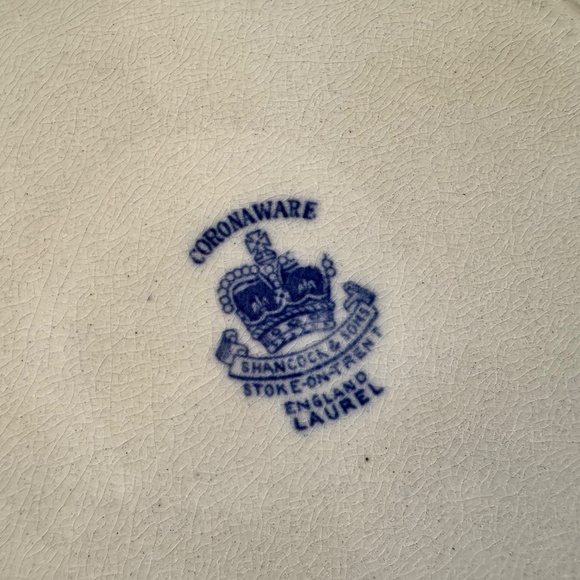 CORONAWARE
S. HANCOCK & SONS
STOKE-ON-TRENT
ENGLAND
LAUREL